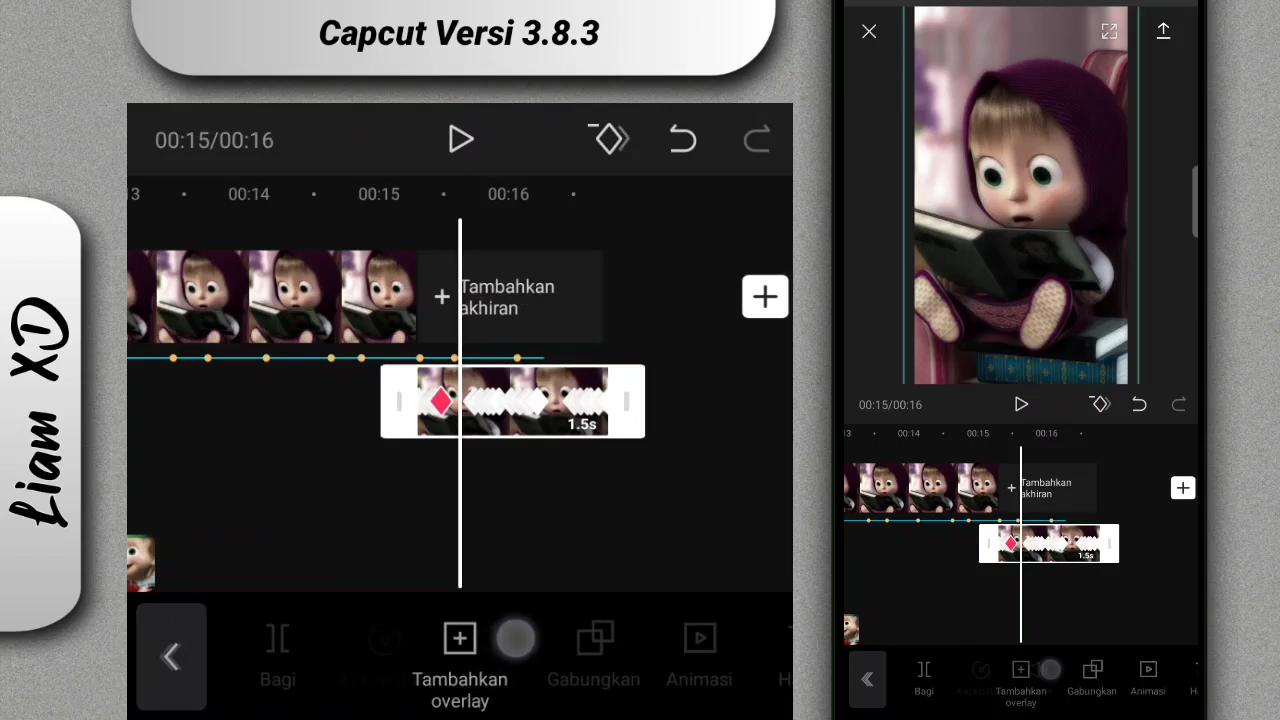 Capcut Versi 3.8.3
Liam XD
00:15/00:16
00:14
00:15
00:16
+ Tambahkan
akhiran
1.5s
Bagi
Tambahkan
overlay
Gabungkan
Animasi
00:15/00:16
00:14
00:15
00:16
+ Tambahkan
akhiran
1.5s
Bagi
Tambahkan
overlay
Gabungkan
Animasi